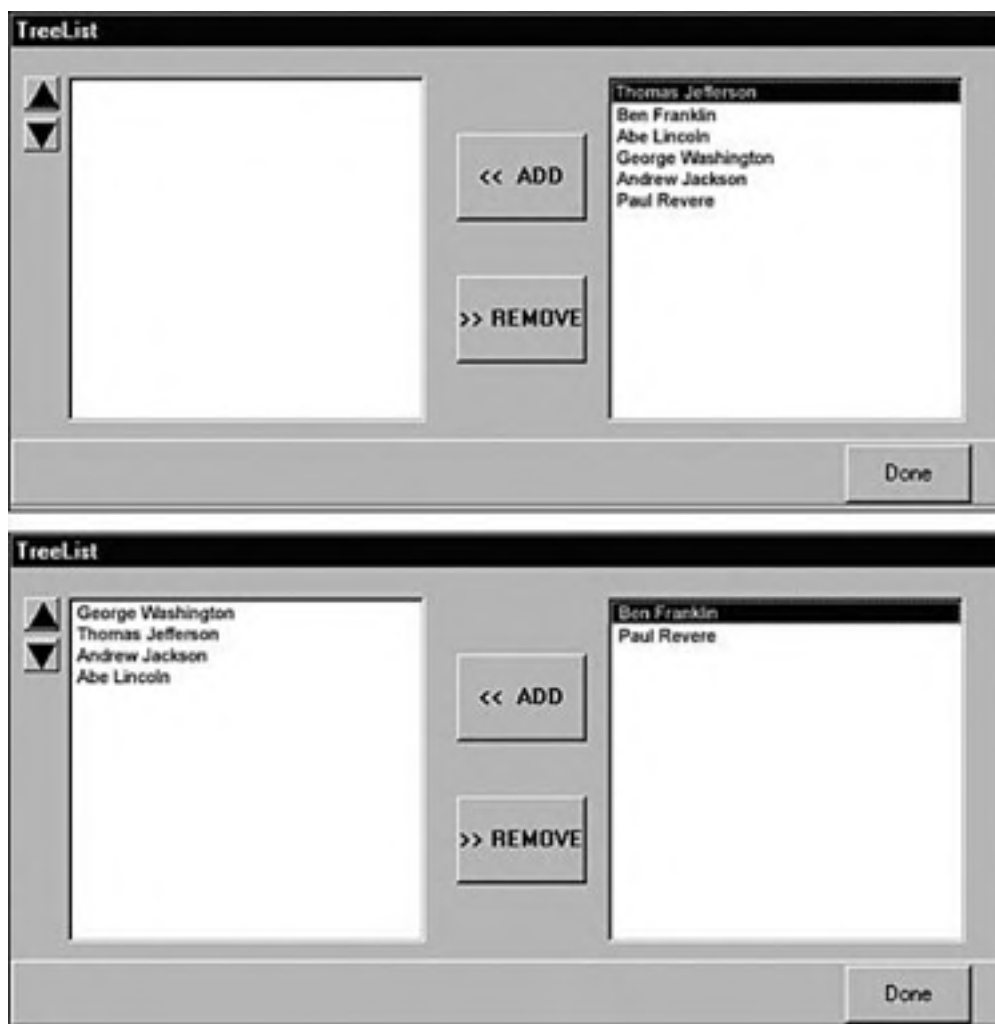 TreeList
Thomas Jefferson
Ben Franklin
Abe Lincoln
George Washington
Andrew Jackson
Paul Revere
<< ADD
>> REMOVE
Done
TreeList
George Washington
Thomas Jefferson
Andrew Jackson
Abe Lincoln
<< ADD
>> REMOVE
Ben Franklin
Paul Revere
Done